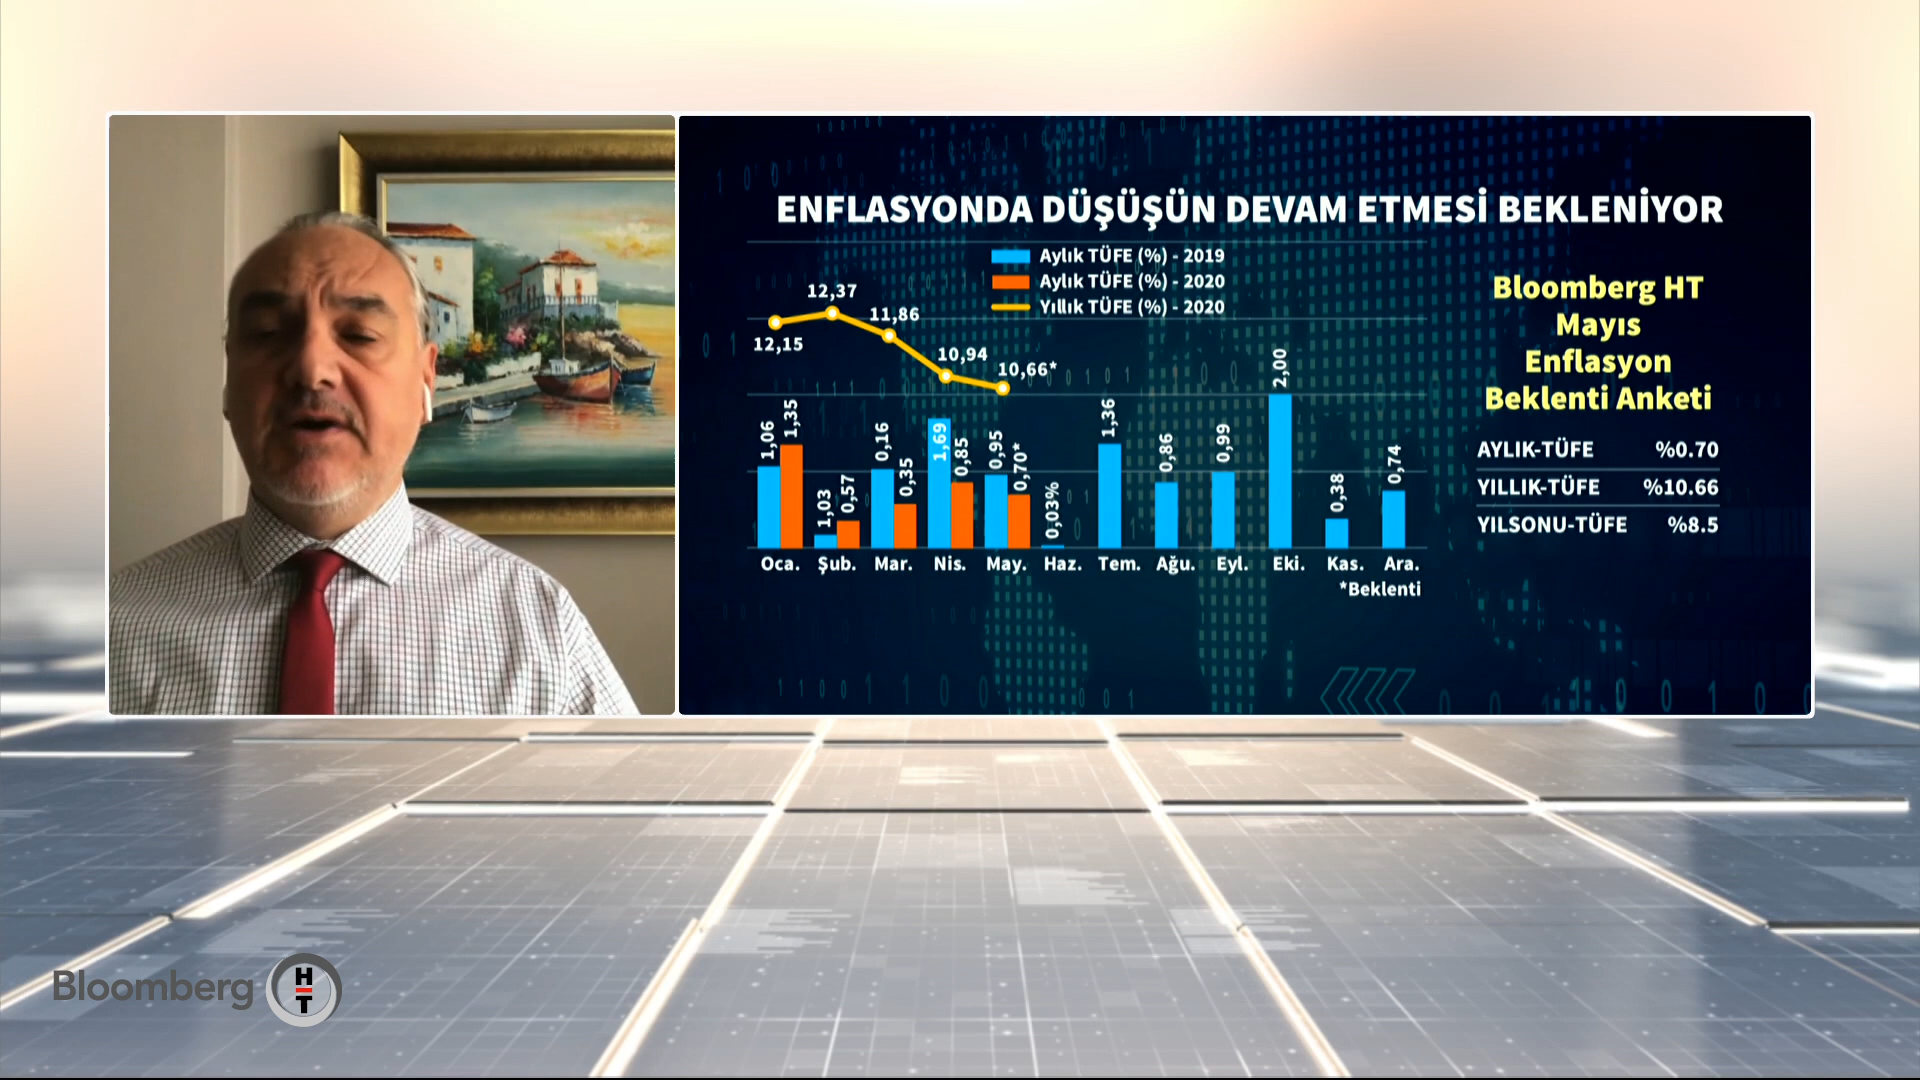 ENFLASYONDA DÜŞÜŞÜN DEVAM ETMESİ BEKLENİYOR
Aylık TÜFE (%) - 2019
Aylık TÜFE (%) - 2020
Yıllık TÜFE (%) - 2020
12,15
12,37
11,86
10,94
10,66*
1,06
1,35
1,03
0,57
0,16
0,35
1,69
0,85
0,95
0,70*
0,03%
1,36
0,86
0,99
2,00
0,38
0,74
Oca. Şub. Mar. Nis. May. Haz. Tem. Ağu. Eyl. Eki. Kas. Ara.
*Beklenti
Bloomberg HT
Mayıs
Enflasyon
Beklenti Anketi
AYLIK-TÜFE %0.70
YILLIK-TÜFE %10.66
YILSONU-TÜFE %8.5
Bloomberg HT